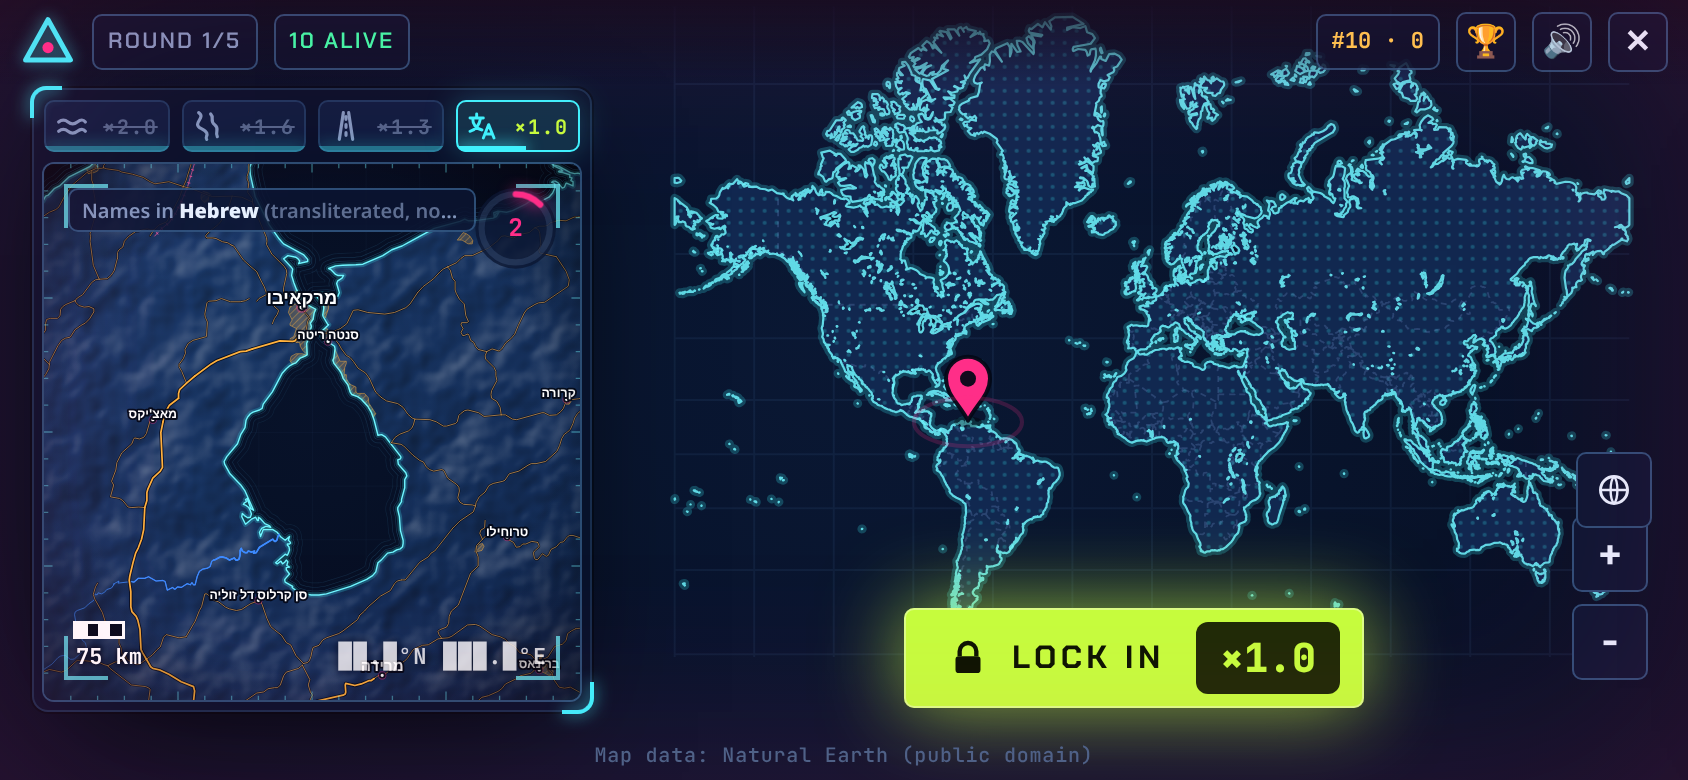 ROUND 1/5
10 ALIVE
#10 · 0
×2.0
×1.6
×1.3
×1.0
Names in Hebrew (transliterated, no…
2
מרקאיבו
סנטה ריטה
קרורה
מאצ'יקס
טרוחילו
סן קרלוס דל זוליה
75 km
°N
°E
מרידה
LOCK IN
×1.0
+
-
Map data: Natural Earth (public domain)